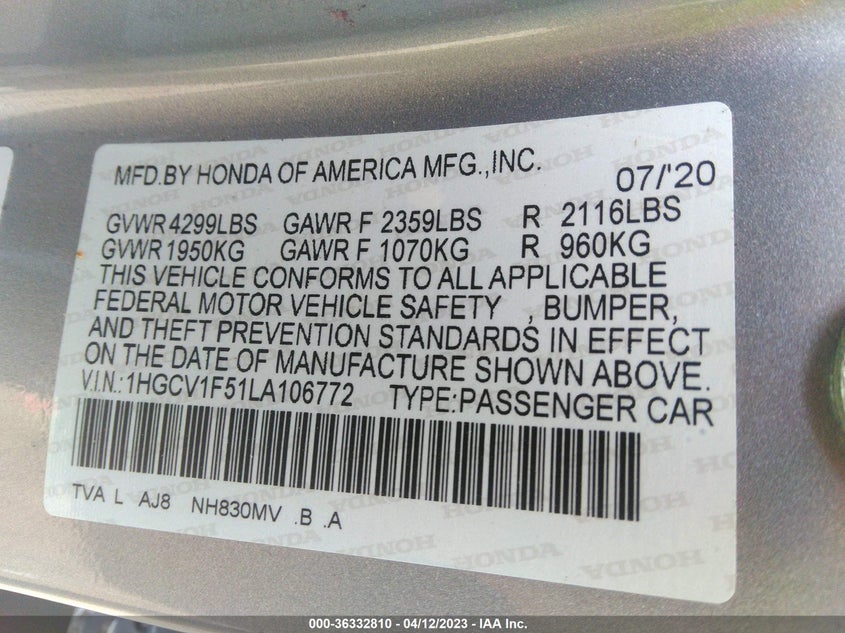 MFD.BY HONDA OF AMERICA MFG.,INC. 07/'20
GVWR 4299LBS GAWR F 2359LBS R 2116LBS
GVWR 1950KG GAWR F 1070KG R 960KG
THIS VEHICLE CONFORMS TO ALL APPLICABLE
FEDERAL MOTOR VEHICLE SAFETY , BUMPER,
AND THEFT PREVENTION STANDARDS IN EFFECT
ON THE DATE OF MANUFACTURE SHOWN ABOVE.
V.I.N.:1HGCV1F51LA106772 TYPE:PASSENGER CAR
TVA L AJ8 NH830MV .B .A
000-36332810 - 04/12/2023 - IAA Inc.